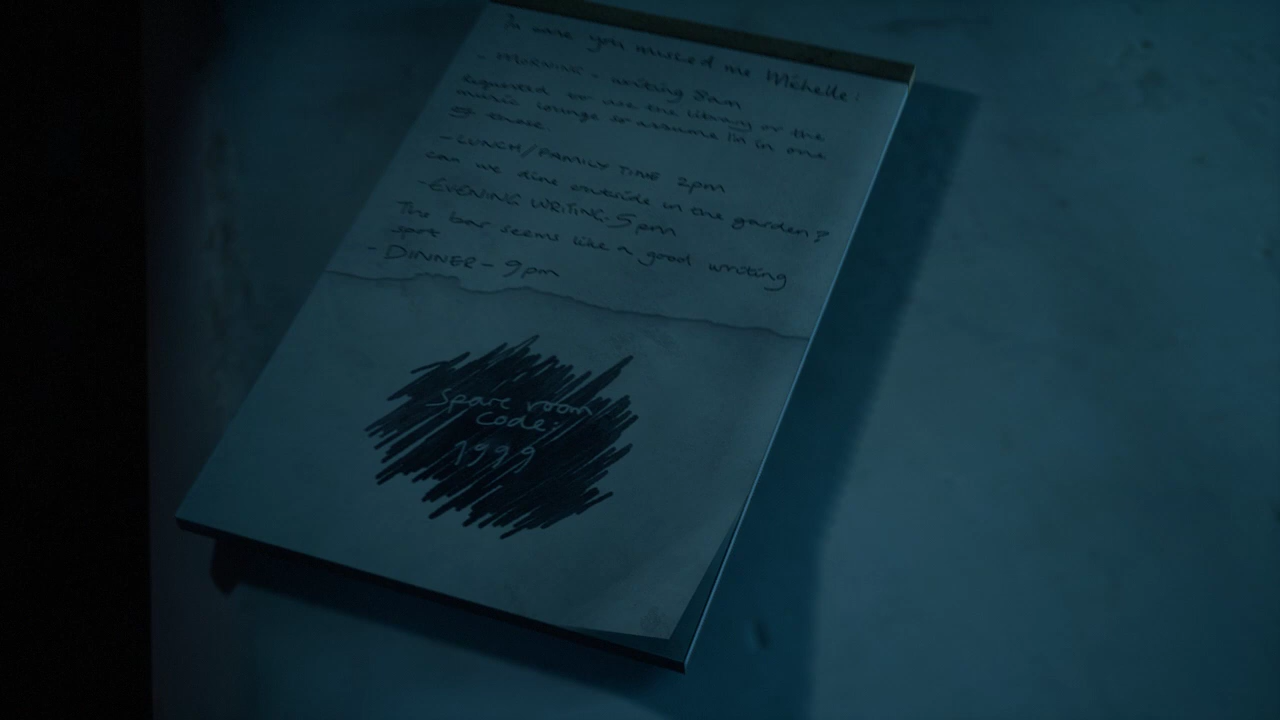 In case you missed me Michelle:
- MORNING - writing 8am
requested to use the library or the
music lounge so assume I'm in one
of these.
- LUNCH/FAMILY TIME 2pm
can we dine outside in the garden?
- EVENING WRITING - 5pm
The bar seems like a good writing
spot
- DINNER - 9pm
Spare room
Code:
1999